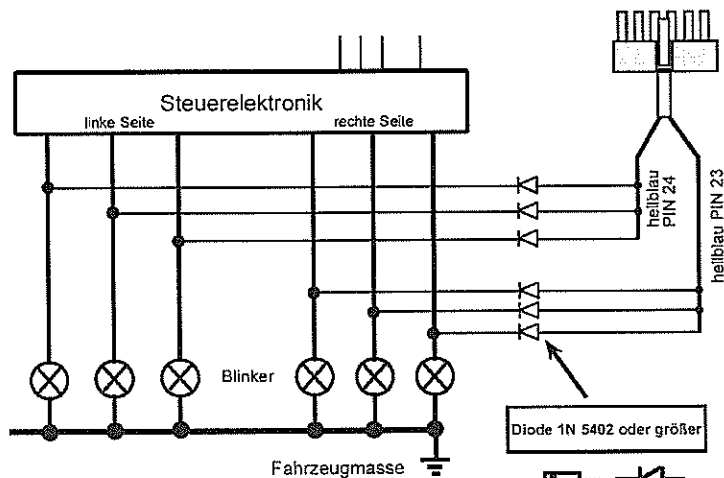 Steuerelektronik
linke Seite
rechte Seite
hellblau
PIN 24
hellblau PIN 23
Blinker
Diode 1N 5402 oder größer
Fahrzeugmasse